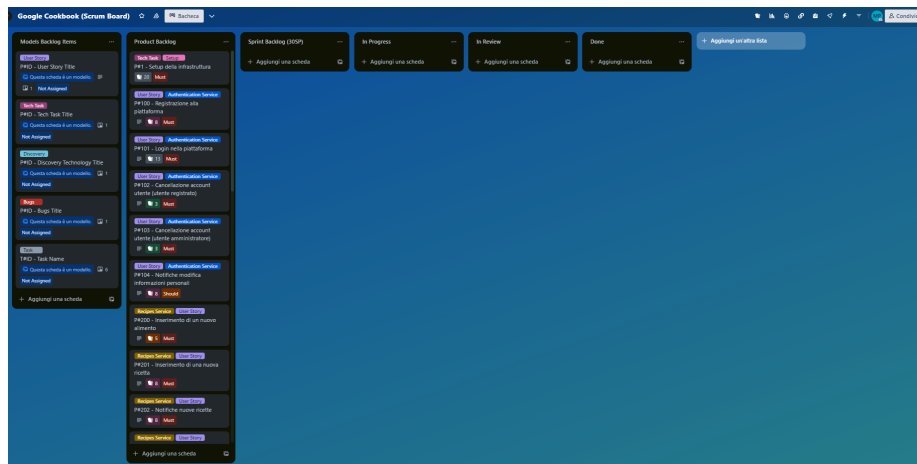 Google Cookbook (Scrum Board)
Bacheca
Condivi
Models Backlog Items
User Story
P#ID - User Story Title
Questa scheda è un modello.
1 Not Assigned
Tech Task
P#ID - Tech Task Title
Questa scheda è un modello. 1
Not Assigned
Discovery
P#ID - Discovery Technology Title
Questa scheda è un modello. 1
Not Assigned
Bugs
P#ID - Bugs Title
Questa scheda è un modello. 1
Not Assigned
Task
T#ID - Task Name
Questa scheda è un modello. 6
Not Assigned
+ Aggiungi una scheda
Product Backlog
Tech Task Setup
P#1 - Setup della infrastruttura
20 Must
User Story Authentication Service
P#100 - Registrazione alla
piattaforma
8 Must
User Story Authentication Service
P#101 - Login nella piattaforma
13 Must
User Story Authentication Service
P#102 - Cancellazione account
utente (utente registrato)
3 Must
User Story Authentication Service
P#103 - Cancellazione account
utente (utente amministratore)
3 Must
User Story Authentication Service
P#104 - Notifiche modifica
informazioni personali
8 Should
Recipes Service User Story
P#200 - Inserimento di un nuovo
alimento
5 Must
Recipes Service User Story
P#201 - Inserimento di una nuova
ricetta
8 Must
Recipes Service User Story
P#202 - Notifiche nuove ricette
8 Must
Recipes Service User Story
+ Aggiungi una scheda
Sprint Backlog (30SP)
+ Aggiungi una scheda
In Progress
+ Aggiungi una scheda
In Review
+ Aggiungi una scheda
Done
+ Aggiungi una scheda
+ Aggiungi un'altra lista